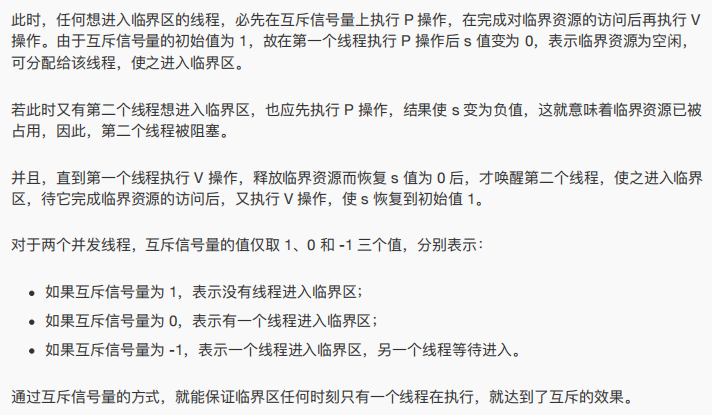 此时，任何想进入临界区的线程，必先在互斥信号量上执行 P 操作，在完成对临界资源的访问后再执行 V
操作。由于互斥信号量的初始值为 1，故在第一个线程执行 P 操作后 s 值变为 0，表示临界资源为空闲，
可分配给该线程，使之进入临界区。
若此时又有第二个线程想进入临界区，也应先执行 P 操作，结果使 s 变为负值，这就意味着临界资源已被
占用，因此，第二个线程被阻塞。
并且，直到第一个线程执行 V 操作，释放临界资源而恢复 s 值为 0 后，才唤醒第二个线程，使之进入临界
区，待它完成临界资源的访问后，又执行 V 操作，使 s 恢复到初始值 1。
对于两个并发线程，互斥信号量的值仅取 1、0 和 -1 三个值，分别表示：
• 如果互斥信号量为 1，表示没有线程进入临界区；
• 如果互斥信号量为 0，表示有一个线程进入临界区；
• 如果互斥信号量为 -1，表示一个线程进入临界区，另一个线程等待进入。
通过互斥信号量的方式，就能保证临界区任何时刻只有一个线程在执行，就达到了互斥的效果。